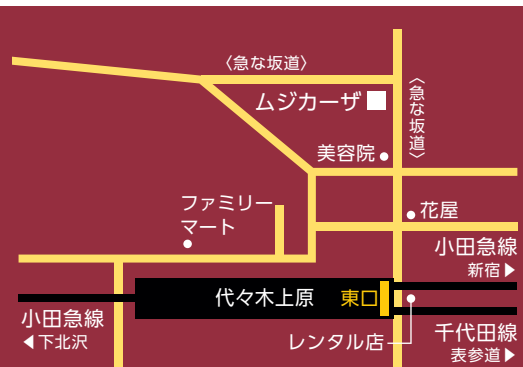 〈急な坂道〉
ムジカーザ
〈急な坂道〉
美容院
ファミリー
マート
花屋
小田急線
新宿▶
代々木上原
東口
小田急線
◀下北沢
レンタル店
千代田線
表参道▶